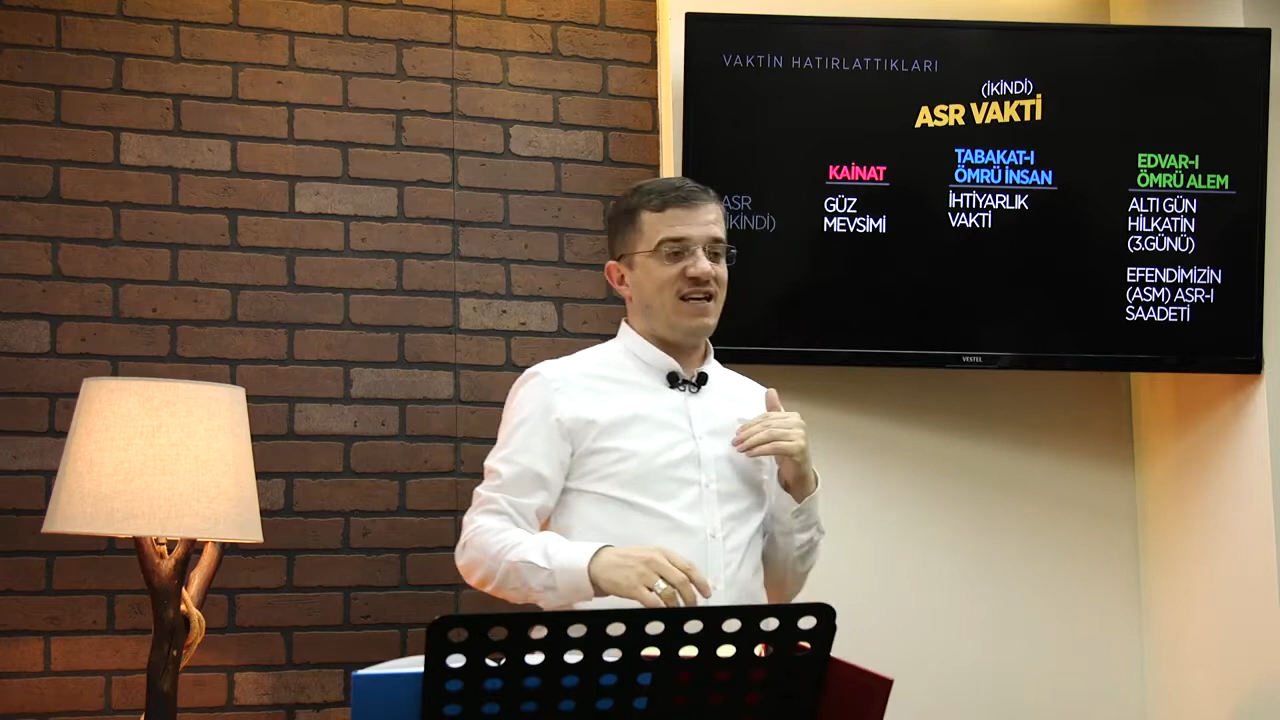 VAKTİN HATIRLATTIKLARI
(İKİNDİ)
ASR VAKTİ
KAİNAT
TABAKAT-I
ÖMRÜ İNSAN
EDVAR-I
ÖMRÜ ALEM
ASR
İKİNDİ)
GÜZ
MEVSİMİ
İHTİYARLIK
VAKTİ
ALTI GÜN
HİLKATİN
(3.GÜNÜ)
EFENDİMİZİN
(ASM) ASR-I
SAADETİ
VESTEL